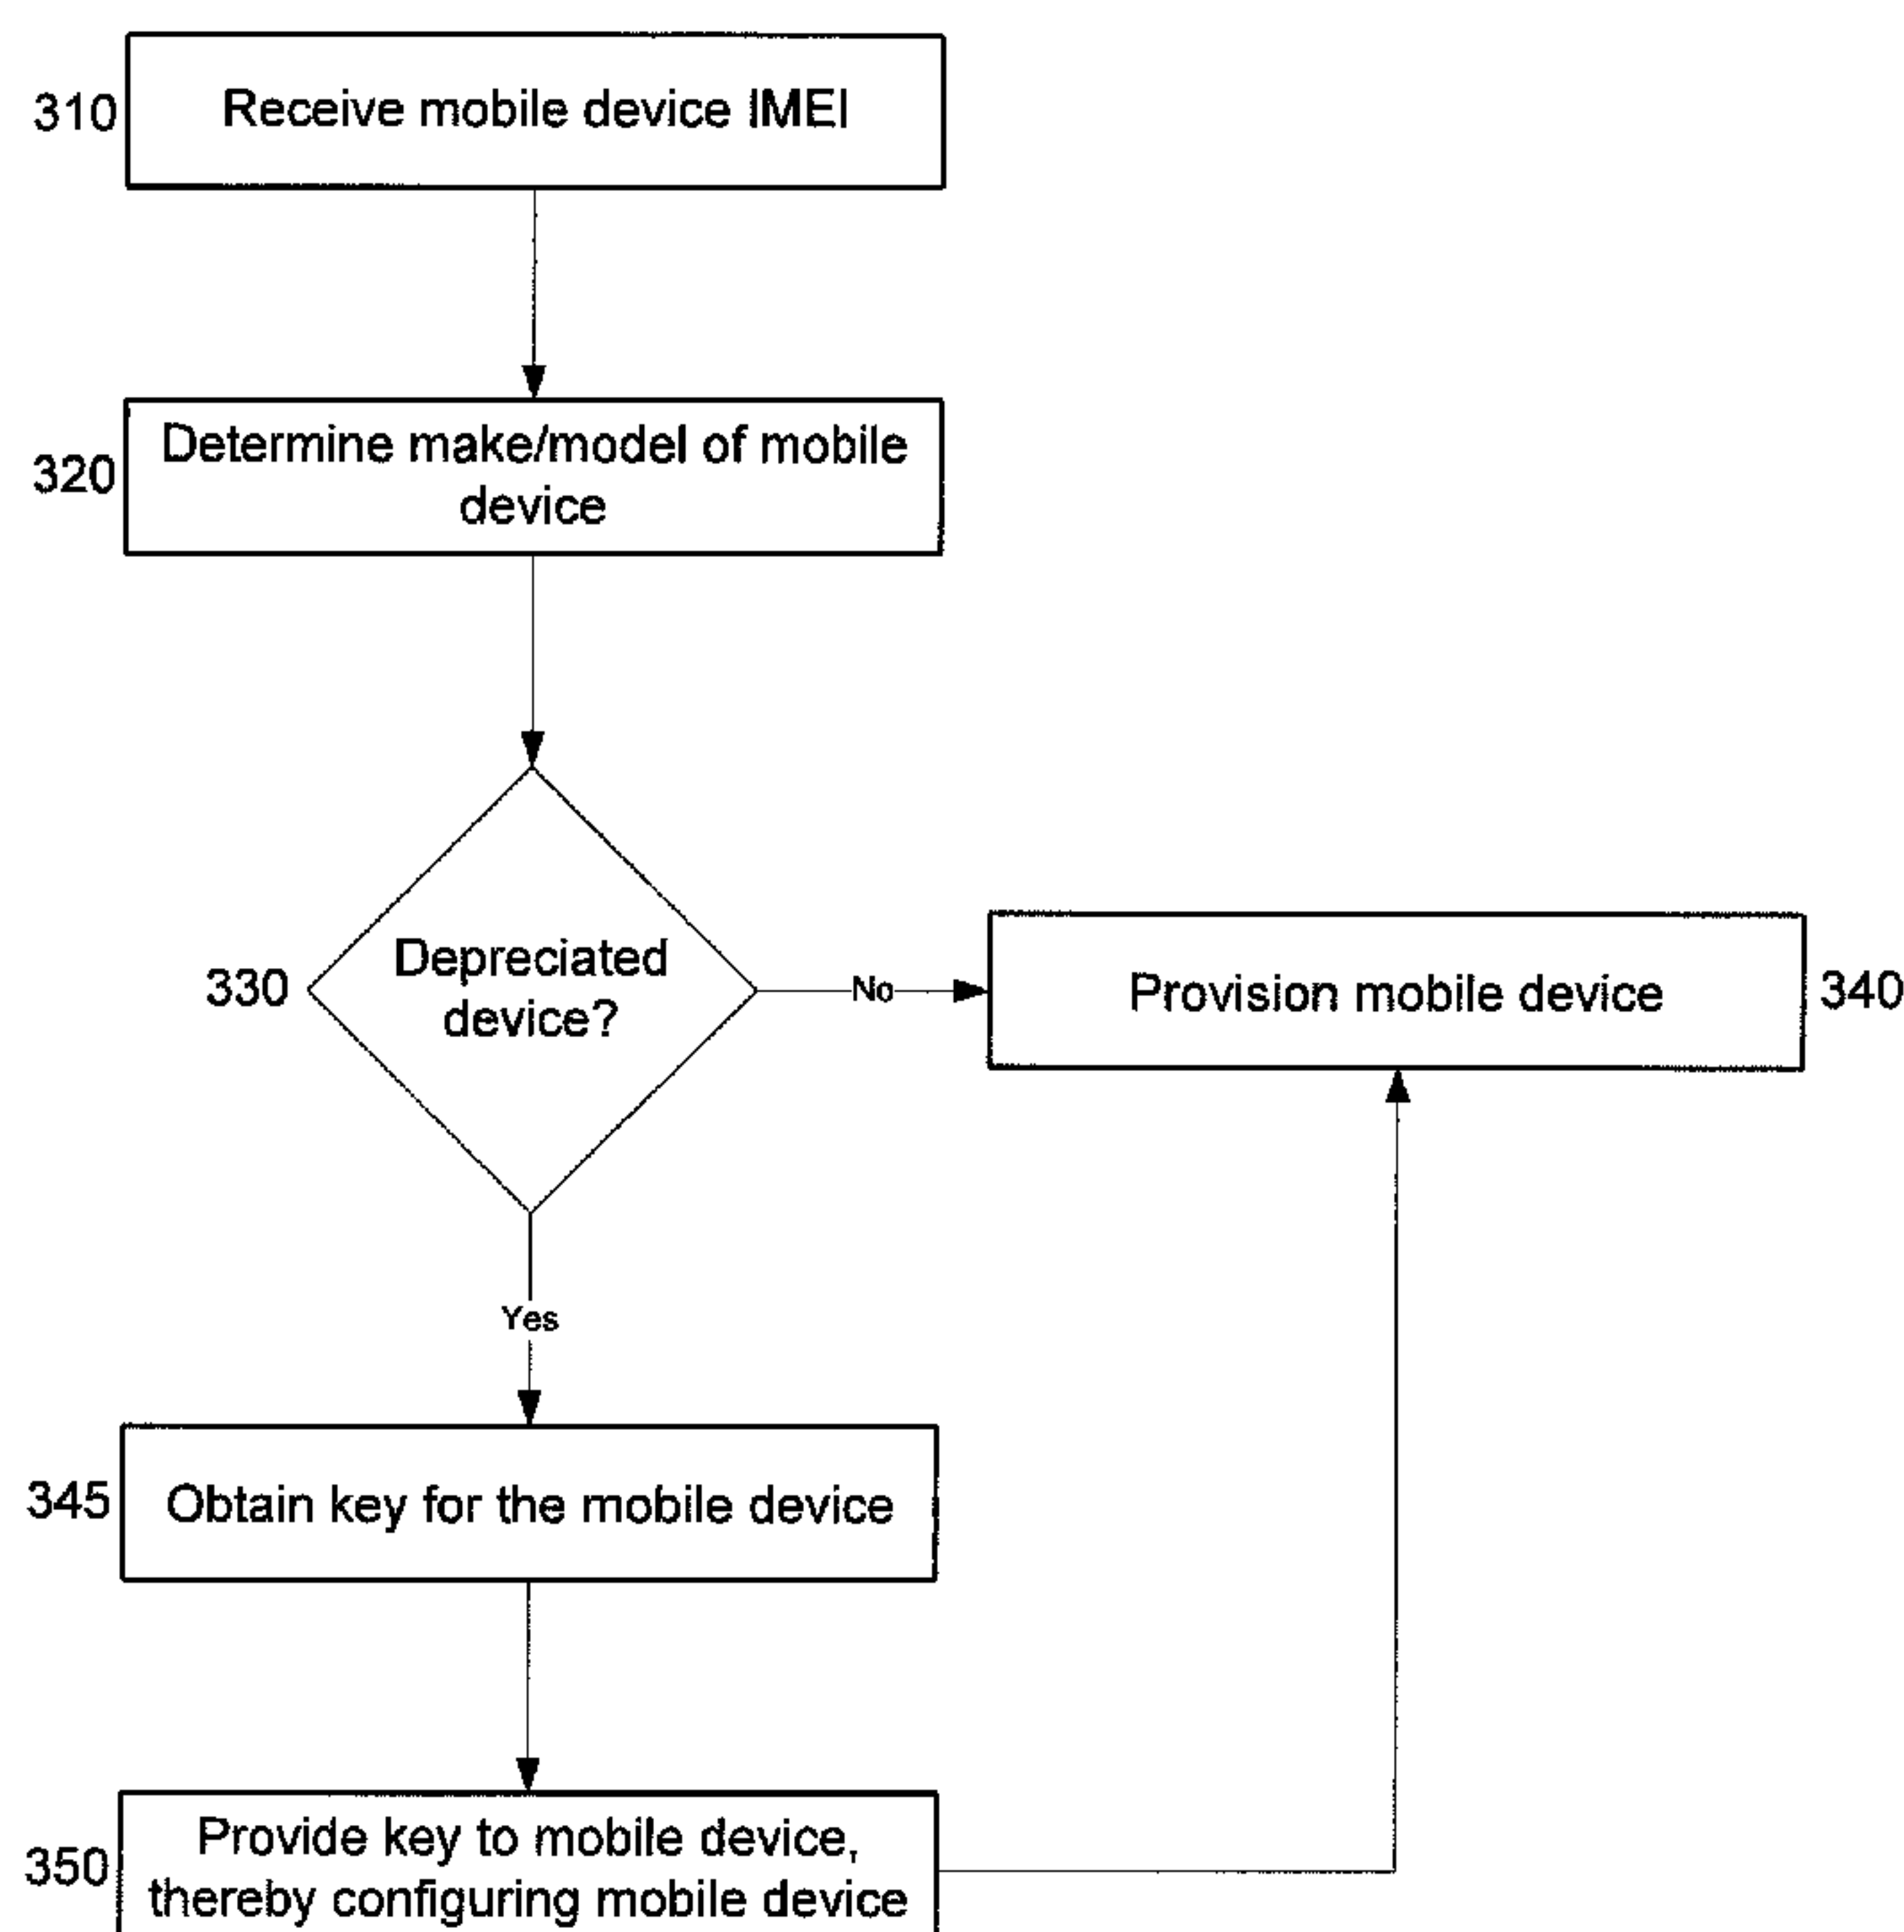 310
Receive mobile device IMEI
320
Determine make/model of mobile
device
330
Depreciated
device?
No
Provision mobile device
340
Yes
345
Obtain key for the mobile device
350
Provide key to mobile device,
thereby configuring mobile device